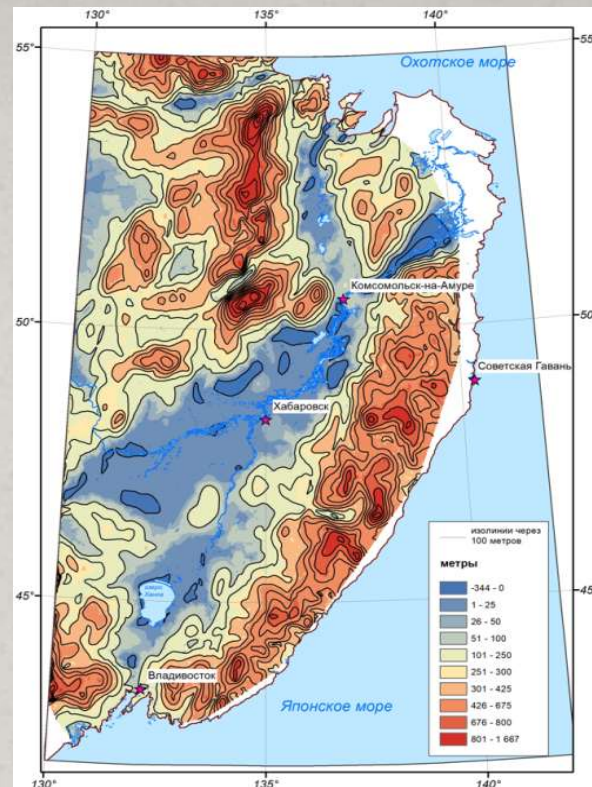 130°
135°
140°
55°
55°
Охотское море
Комсомольск-на-Амуре
50°
50°
Советская Гавань
Хабаровск
изолинии через
100 метров
метры
-344 - 0
1 - 25
26 - 50
51 - 100
101 - 250
251 - 300
301 - 425
426 - 675
676 - 800
801 - 1 667
45°
45°
озеро
Ханка
Владивосток
Японское море
130°
135°
140°